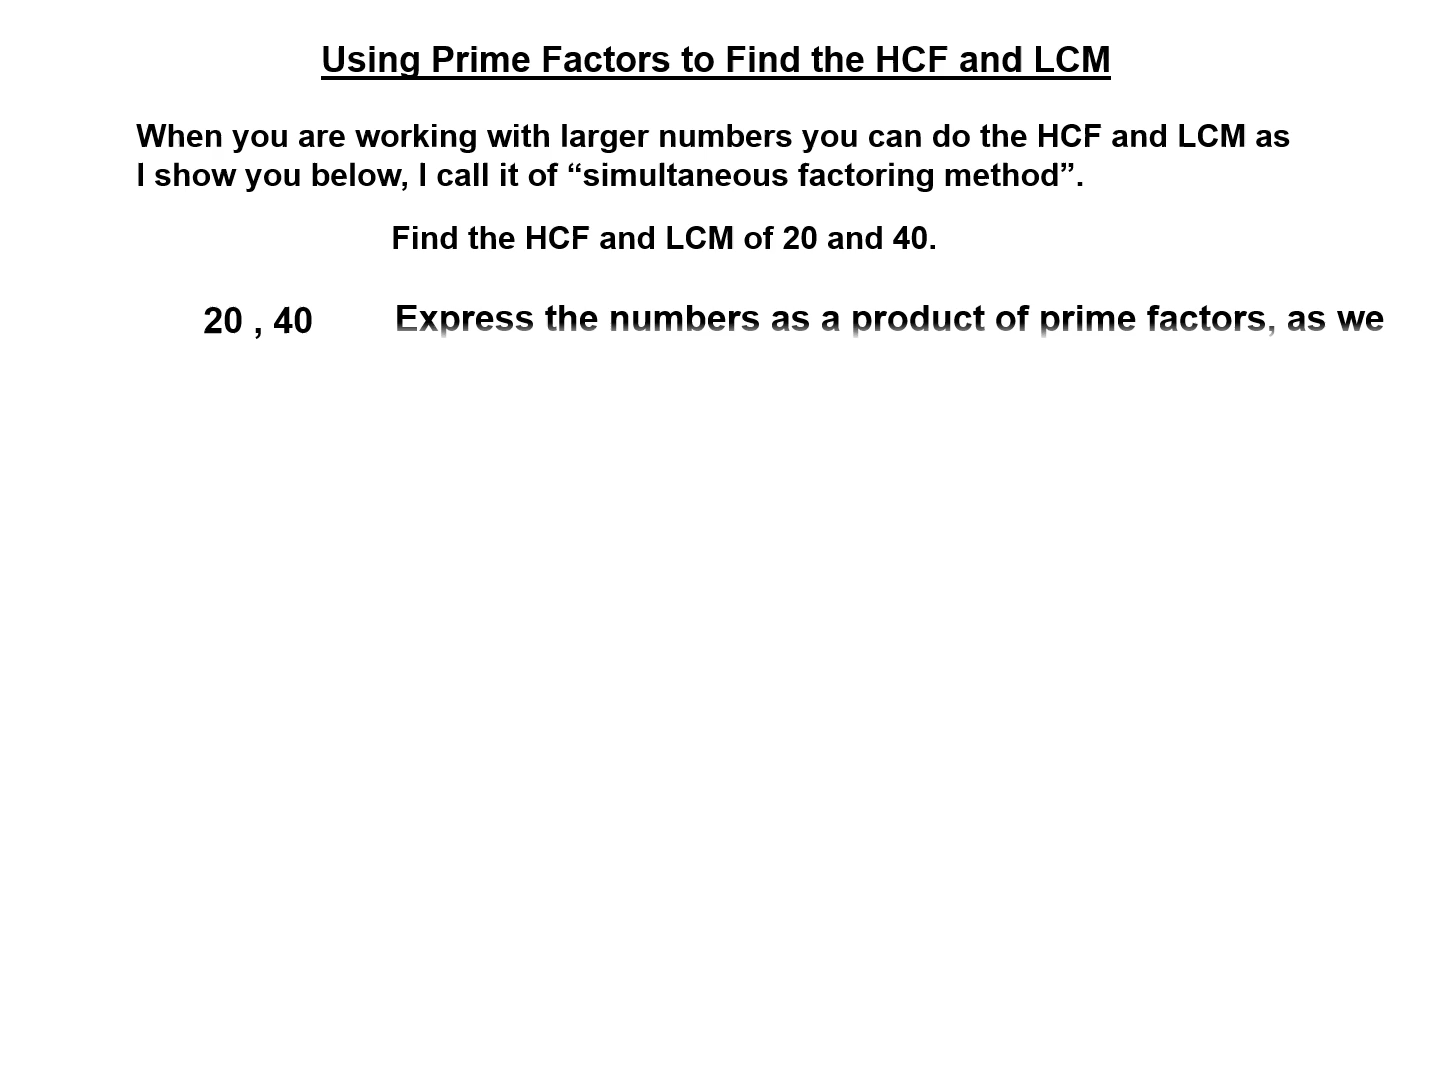 Using Prime Factors to Find the HCF and LCM
When you are working with larger numbers you can do the HCF and LCM as
I show you below, I call it of “simultaneous factoring method”.
Find the HCF and LCM of 20 and 40.
20 , 40 Express the numbers as a product of prime factors, as we